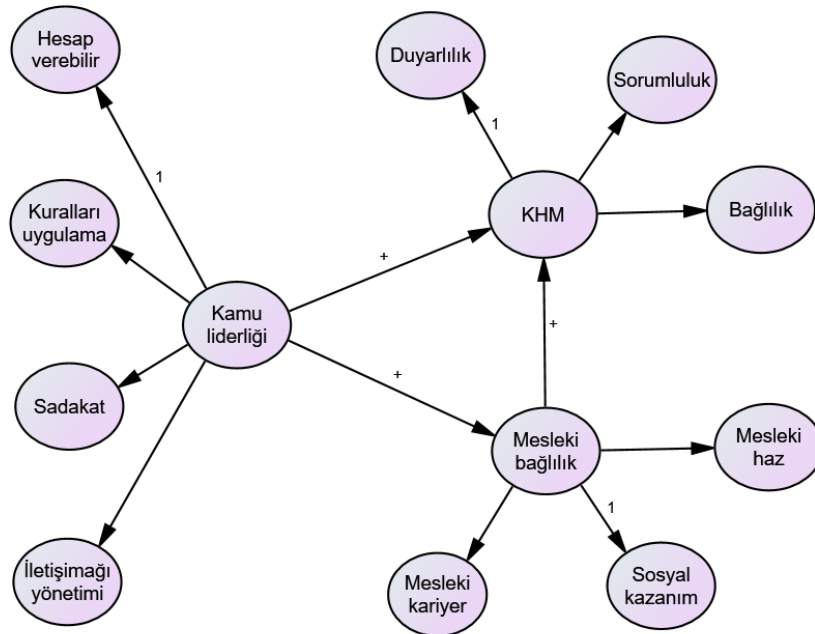 Hesap
verebilir
Duyarlılık
Sorumluluk
1
1
Kuralları
uygulama
KHM
Bağlılık
+
Kamu
liderliği
+
+
Sadakat
Mesleki
bağlılık
Mesleki
haz
1
İletişimağı
yönetimi
Mesleki
kariyer
Sosyal
kazanım